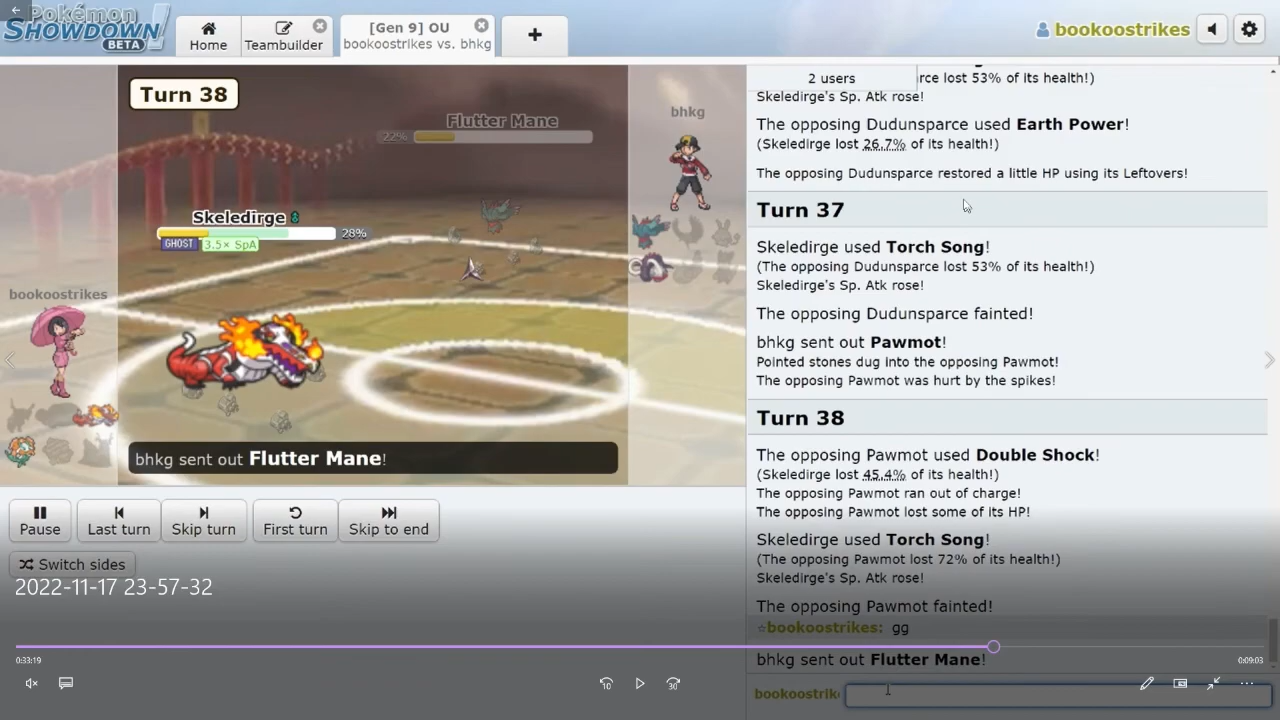 Pokémon
SHOWDOWN!
BETA
Home
Teambuilder
[Gen 9] OU
bookoostrikes vs. bhkg
bookoostrikes
Turn 38
Flutter Mane
22%
bhkg
Skeledirge
28%
GHOST
3.5× SpA
bookoostrikes
bhkg sent out Flutter Mane!
Pause
Last turn
Skip turn
First turn
Skip to end
Switch sides
2022-11-17 23-57-32
2 users
rce lost 53% of its health!)
Skeledirge's Sp. Atk rose!
The opposing Dudunsparce used Earth Power!
(Skeledirge lost 26.7% of its health!)
The opposing Dudunsparce restored a little HP using its Leftovers!
Turn 37
Skeledirge used Torch Song!
(The opposing Dudunsparce lost 53% of its health!)
Skeledirge's Sp. Atk rose!
The opposing Dudunsparce fainted!
bhkg sent out Pawmot!
Pointed stones dug into the opposing Pawmot!
The opposing Pawmot was hurt by the spikes!
Turn 38
The opposing Pawmot used Double Shock!
(Skeledirge lost 45.4% of its health!)
The opposing Pawmot ran out of charge!
The opposing Pawmot lost some of its HP!
Skeledirge used Torch Song!
(The opposing Pawmot lost 72% of its health!)
Skeledirge's Sp. Atk rose!
The opposing Pawmot fainted!
☆bookoostrikes: gg
bhkg sent out Flutter Mane!
0:33:19
0:09:03
10
30
bookoostrik